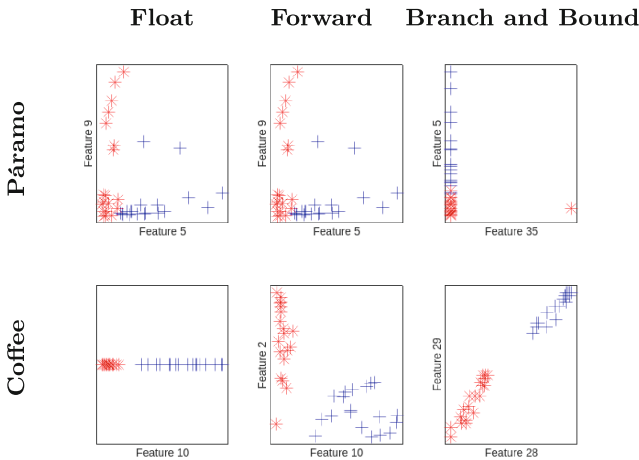 Float Forward Branch and Bound
Páramo
Feature 9
Feature 5
Feature 9
Feature 5
Feature 5
Feature 35
Coffee
Feature 10
Feature 2
Feature 10
Feature 29
Feature 28